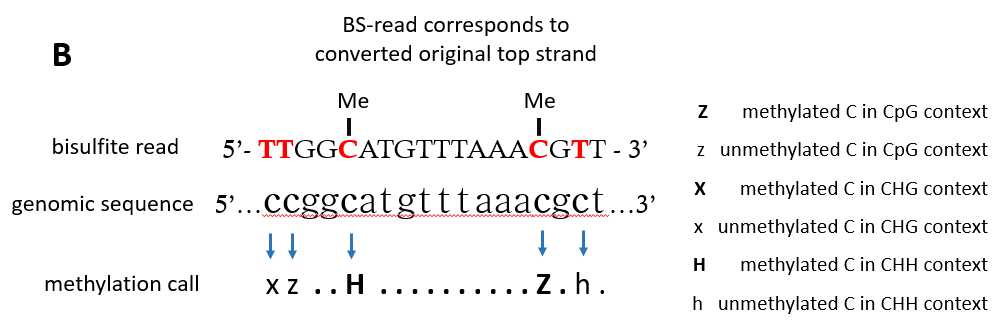 BS-read corresponds to
converted original top strand
B
Me Me
bisulfite read 5'- TTGGCATGTTTAAACGTT - 3'
genomic sequence 5'...ccggcatgtttaaacgct...3'
methylation call x z . . H . . . . . . . . . . Z . h .
Z methylated C in CpG context
z unmethylated C in CpG context
X methylated C in CHG context
x unmethylated C in CHG context
H methylated C in CHH context
h unmethylated C in CHH context